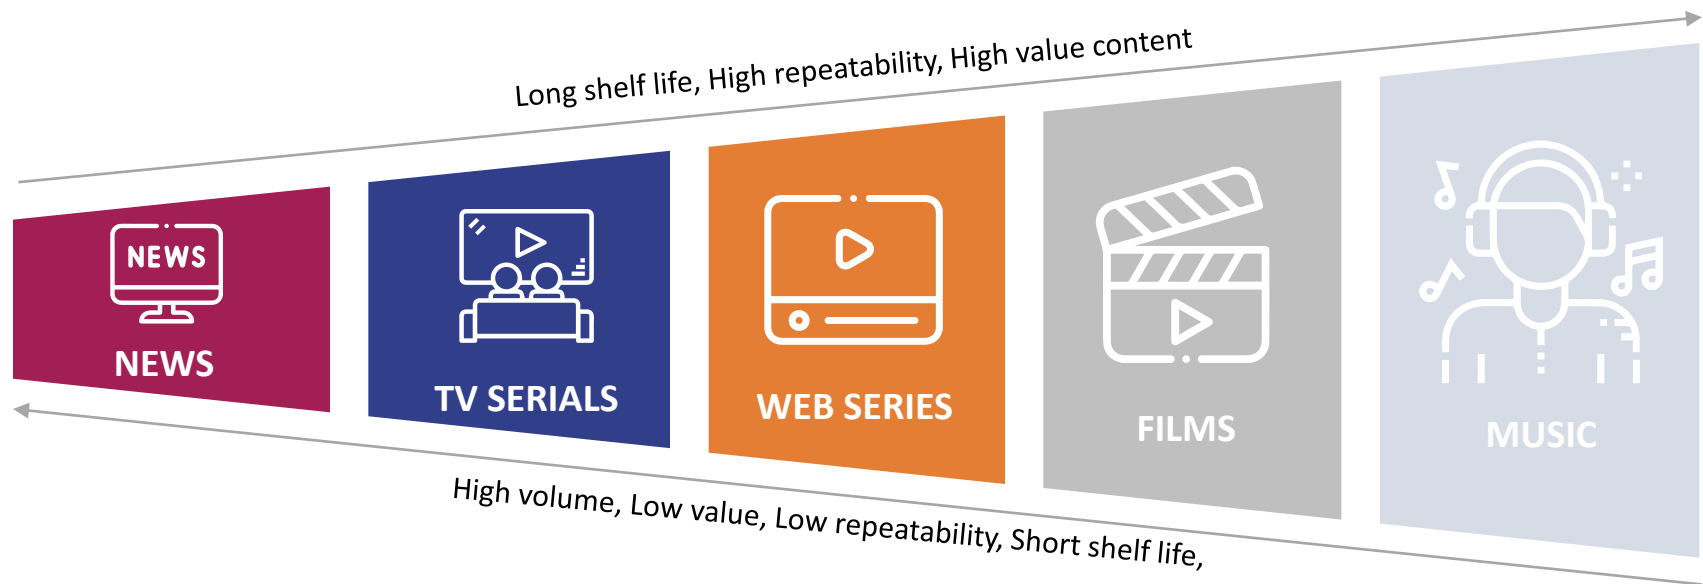 Long shelf life, High repeatability, High value content
NEWS
NEWS
TV SERIALS
WEB SERIES
FILMS
MUSIC
High volume, Low value, Low repeatability, Short shelf life,